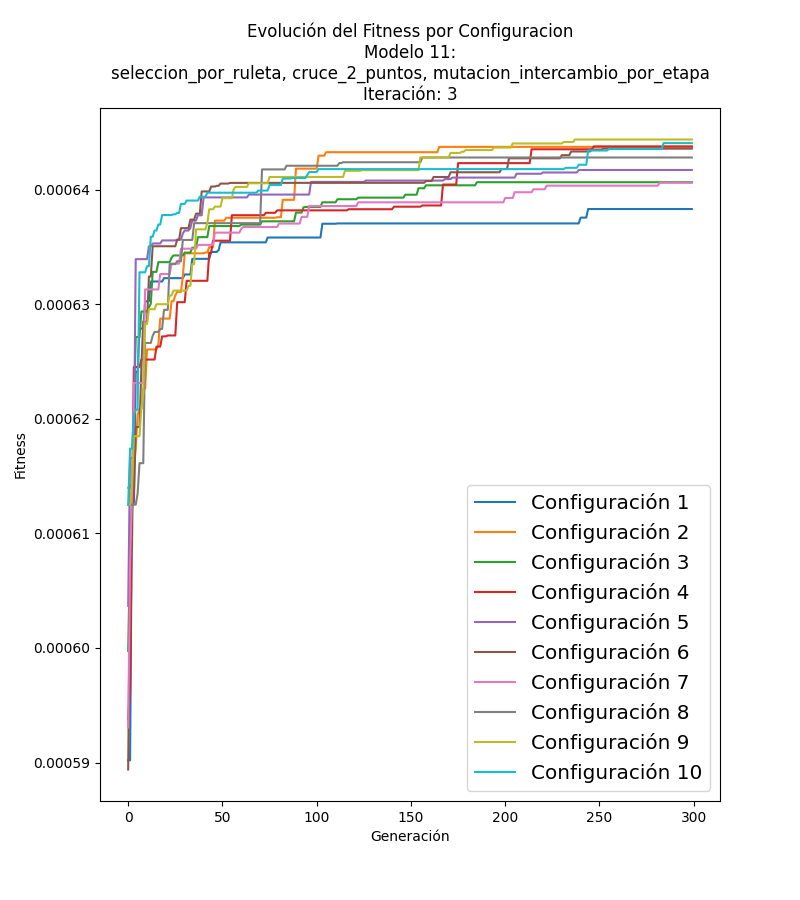 Evolución del Fitness por Configuracion
Modelo 11:
seleccion_por_ruleta, cruce_2_puntos, mutacion_intercambio_por_etapa
Iteración: 3
0.00064
0.00063
0.00062
0.00061
0.00060
0.00059
Fitness
Configuración 1
Configuración 2
Configuración 3
Configuración 4
Configuración 5
Configuración 6
Configuración 7
Configuración 8
Configuración 9
Configuración 10
0 50 100 150 200 250 300
Generación